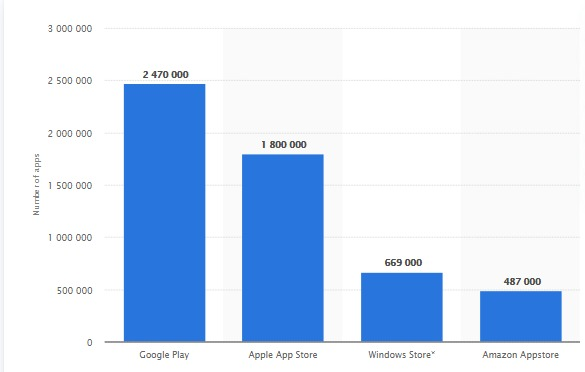 3 000 000
2 500 000
2 000 000
1 500 000
1 000 000
500 000
0
Number of apps
2 470 000
1 800 000
669 000
487 000
Google Play
Apple App Store
Windows Store*
Amazon Appstore